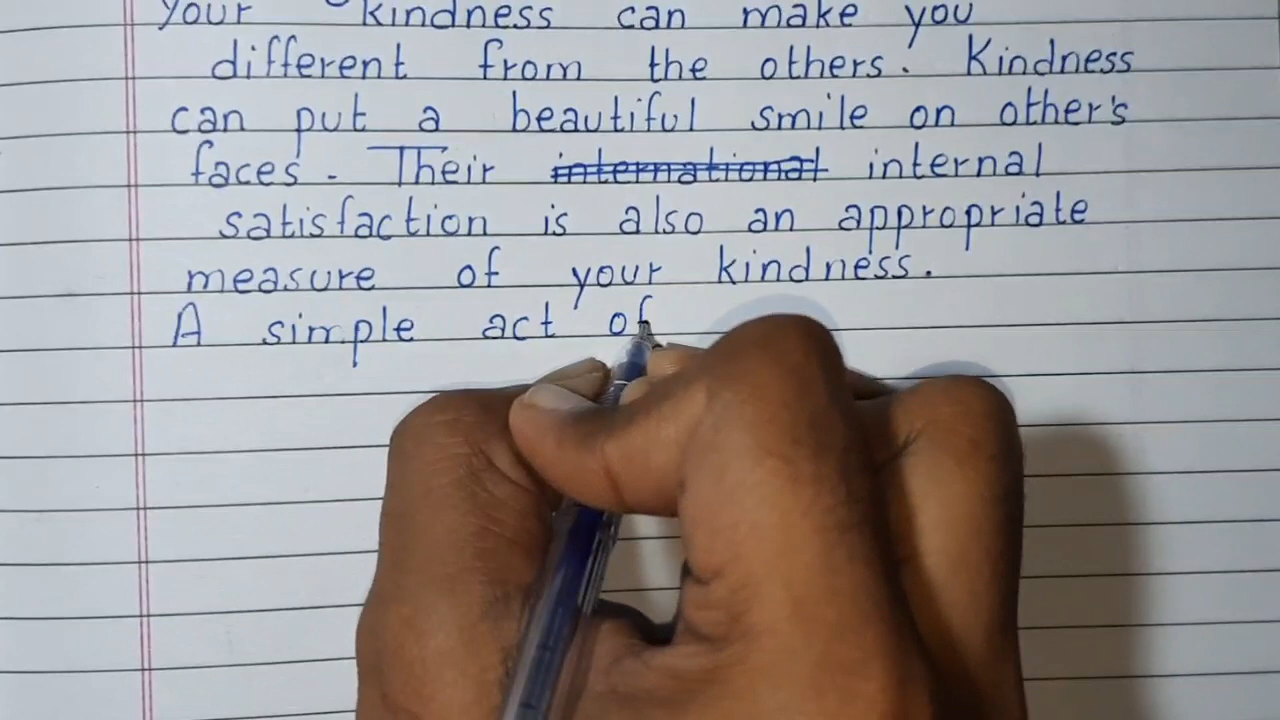 your kindness can make you
different from the others. Kindness
can put a beautiful smile on other's
faces. Their international internal
satisfaction is also an appropriate
measure of your kindness.
A simple act of